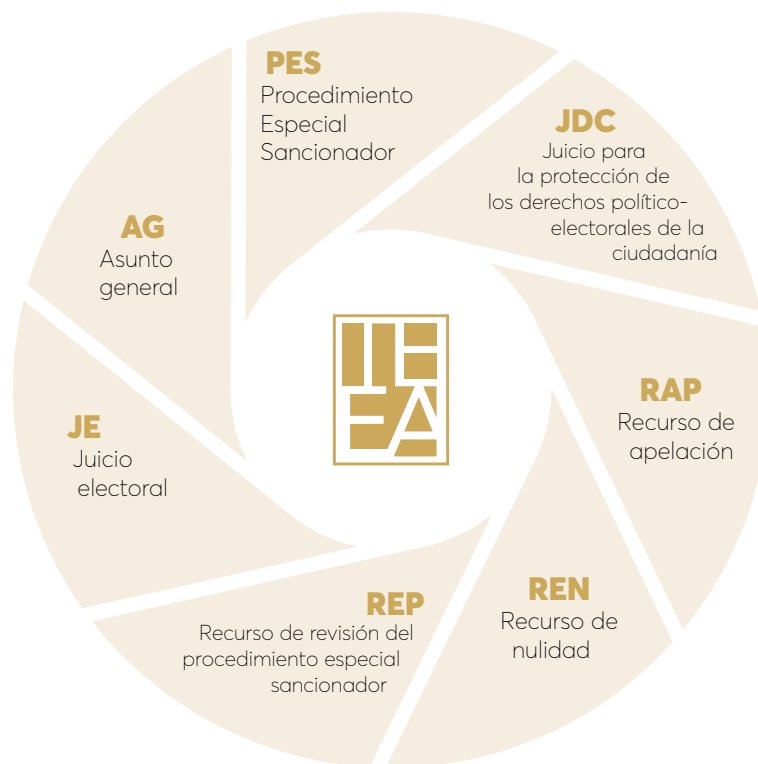 PES
Procedimiento
Especial
Sancionador
JDC
Juicio para
la protección de
los derechos político-
electorales de la
ciudadanía
RAP
Recurso de
apelación
REN
Recurso de
nulidad
REP
Recurso de revisión del
procedimiento especial
sancionador
JE
Juicio
electoral
AG
Asunto
general
TE
EA